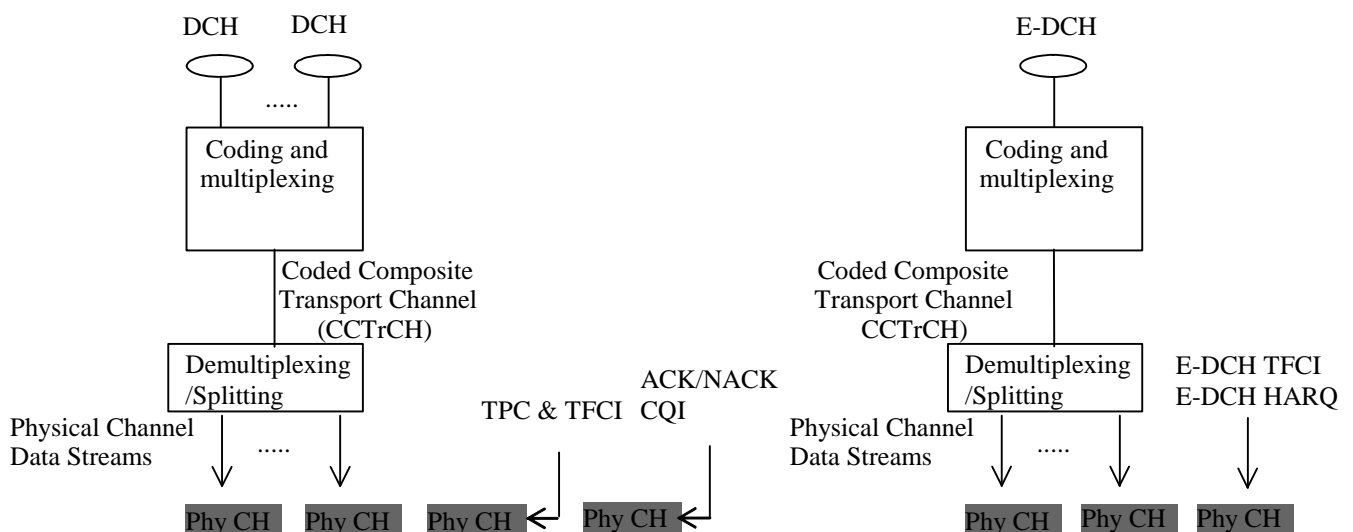 DCH
DCH
.....
Coding and
multiplexing
Coded Composite
Transport Channel
(CCTrCH)
Demultiplexing
/Splitting
Physical Channel
Data Streams
.....
TPC & TFCI
ACK/NACK
CQI
Phy CH
Phy CH
Phy CH
Phy CH
E-DCH
Coding and
multiplexing
Coded Composite
Transport Channel
CCTrCH)
Demultiplexing
/Splitting
E-DCH TFCI
E-DCH HARQ
Physical Channel
Data Streams
.....
Phy CH
Phy CH
Phy CH